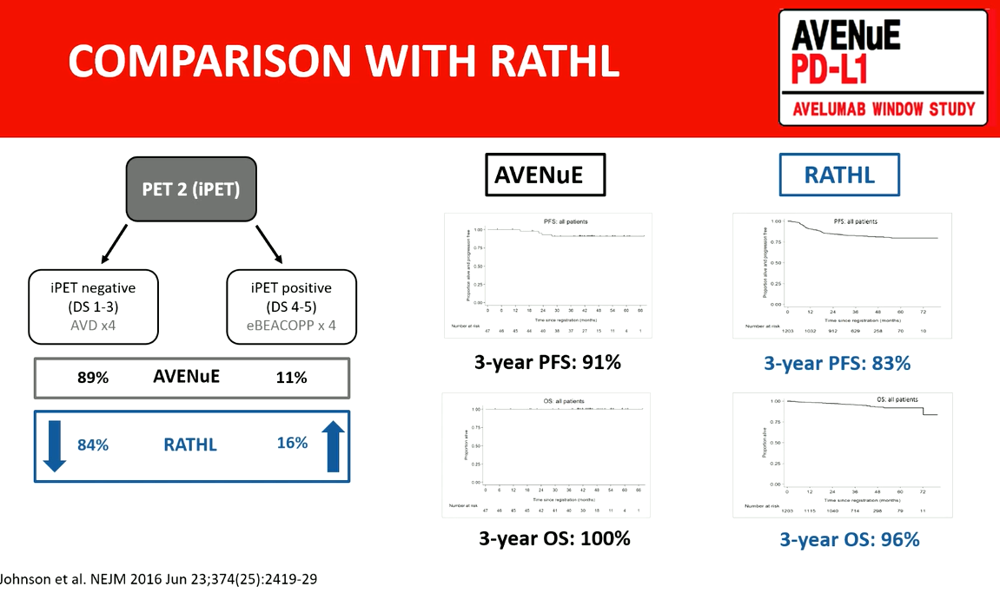 COMPARISON WITH RATHL
AVENuE
PD-L1
AVELUMAB WINDOW STUDY
PET 2 (iPET)
iPET negative
(DS 1-3)
AVD x4
iPET positive
(DS 4-5)
eBEACOPP x 4
89% AVENuE 11%
84% RATHL 16%
AVENuE
PFS: all patients
Proportion alive and progression free
1.00
0.75
0.50
0.25
0.00
0 6 12 18 24 30 36 42 48 54 60 66
Time since registration (months)
Number at risk
47 46 45 44 40 38 37 27 15 11 4 1
3-year PFS: 91%
OS: all patients
Proportion alive
1.00
0.75
0.50
0.25
0.00
0 6 12 18 24 30 36 42 48 54 60 66
Time since registration (months)
Number at risk
47 46 45 45 42 41 40 30 18 11 4 1
3-year OS: 100%
RATHL
PFS: all patients
Proportion alive and progression free
1.00
0.75
0.50
0.25
0.00
0 12 24 36 48 60 72
Time since registration (months)
Number at risk
1203 1032 912 629 258 70 10
3-year PFS: 83%
OS: all patients
Proportion alive
1.00
0.75
0.50
0.25
0.00
0 12 24 36 48 60 72
Time since registration (months)
Number at risk
1203 1115 1040 714 298 79 11
3-year OS: 96%
Johnson et al. NEJM 2016 Jun 23;374(25):2419-29